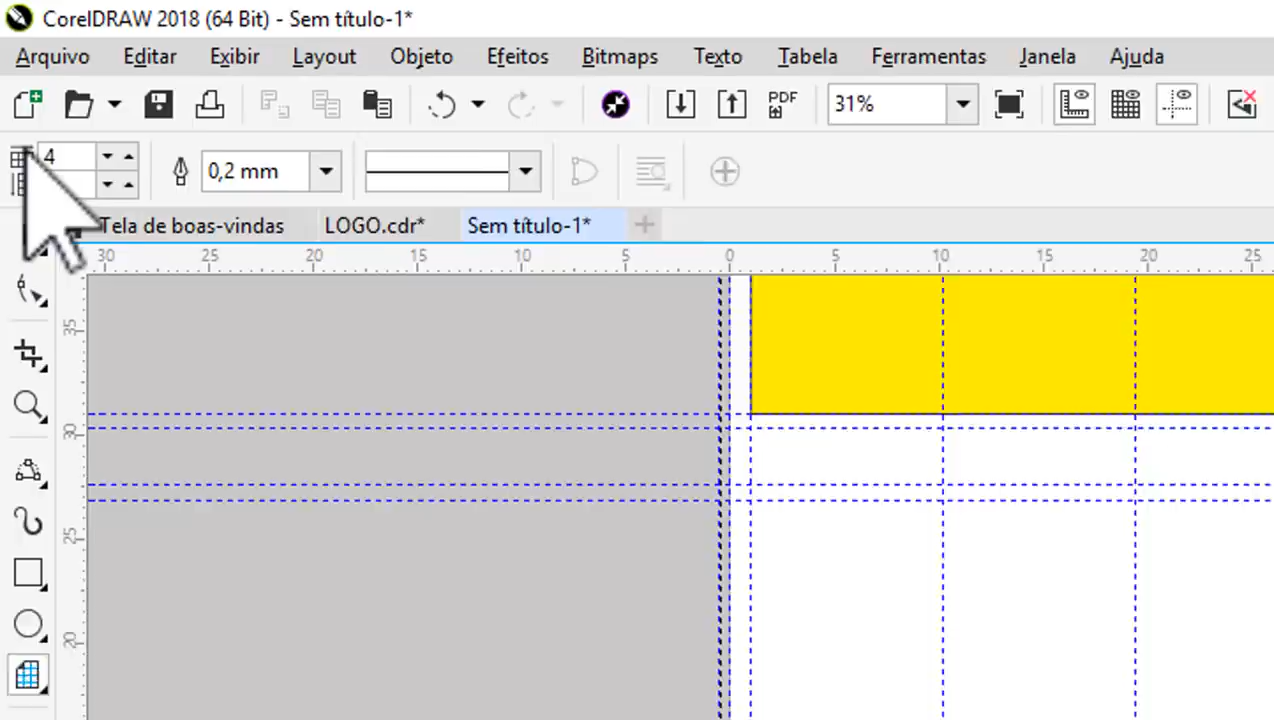 CorelDRAW 2018 (64 Bit) - Sem título-1*
Arquivo Editar Exibir Layout Objeto Efeitos Bitmaps Texto Tabela Ferramentas Janela Ajuda
PDF 31%
4 0,2 mm
Tela de boas-vindas LOGO.cdr* Sem título-1*
30 25 20 15 10 5 0 5 10 15 20 25
35
30
25
20